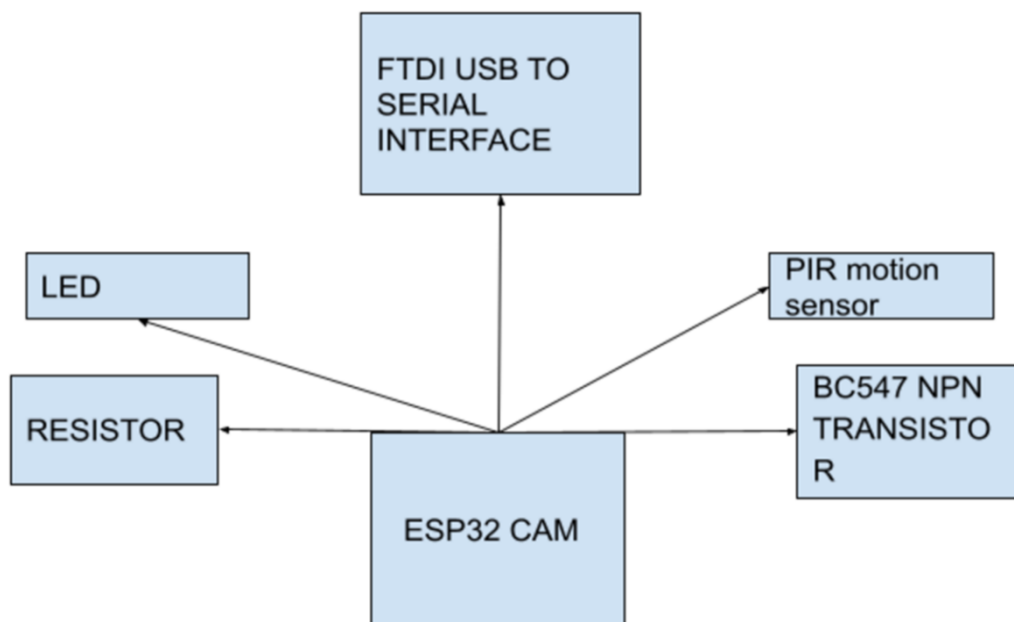 FTDI USB TO
SERIAL
INTERFACE
LED
PIR motion
sensor
RESISTOR
BC547 NPN
TRANSISTO
R
ESP32 CAM